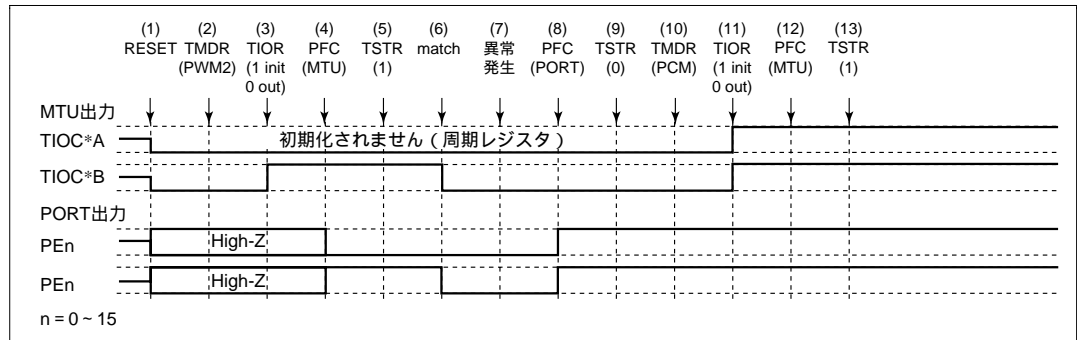 (1) (2) (3) (4) (5) (6) (7) (8) (9) (10) (11) (12) (13)
RESET TMDR TIOR PFC TSTR match 異常 PFC TSTR TMDR TIOR PFC TSTR
(PWM2) (1 init (MTU) (1) 発生 (PORT) (0) (PCM) (1 init (MTU) (1)
0 out) 0 out)
MTU出力
TIOC*A 初期化されません（周期レジスタ）
TIOC*B
PORT出力
PEn High-Z
PEn High-Z
n = 0 ~ 15